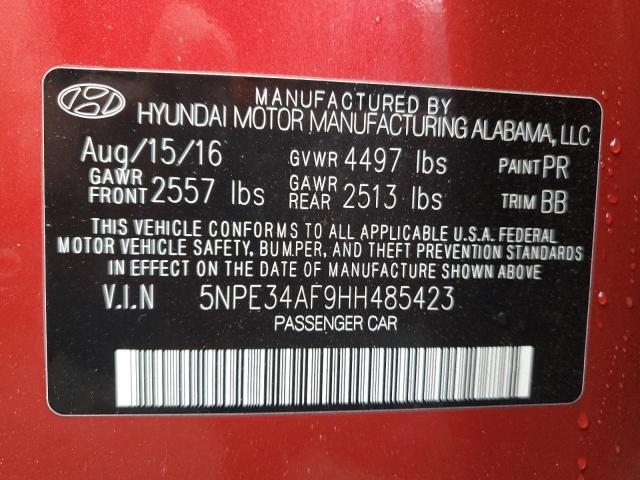 MANUFACTURED BY
HYUNDAI MOTOR MANUFACTURING ALABAMA, LLC
Aug/15/16 GVWR 4497 lbs PAINT PR
GAWR FRONT 2557 lbs GAWR REAR 2513 lbs TRIM BB
THIS VEHICLE CONFORMS TO ALL APPLICABLE U.S.A. FEDERAL
MOTOR VEHICLE SAFETY, BUMPER, AND THEFT PREVENTION STANDARDS
IN EFFECT ON THE DATE OF MANUFACTURE SHOWN ABOVE.
V.I.N 5NPE34AF9HH485423
PASSENGER CAR